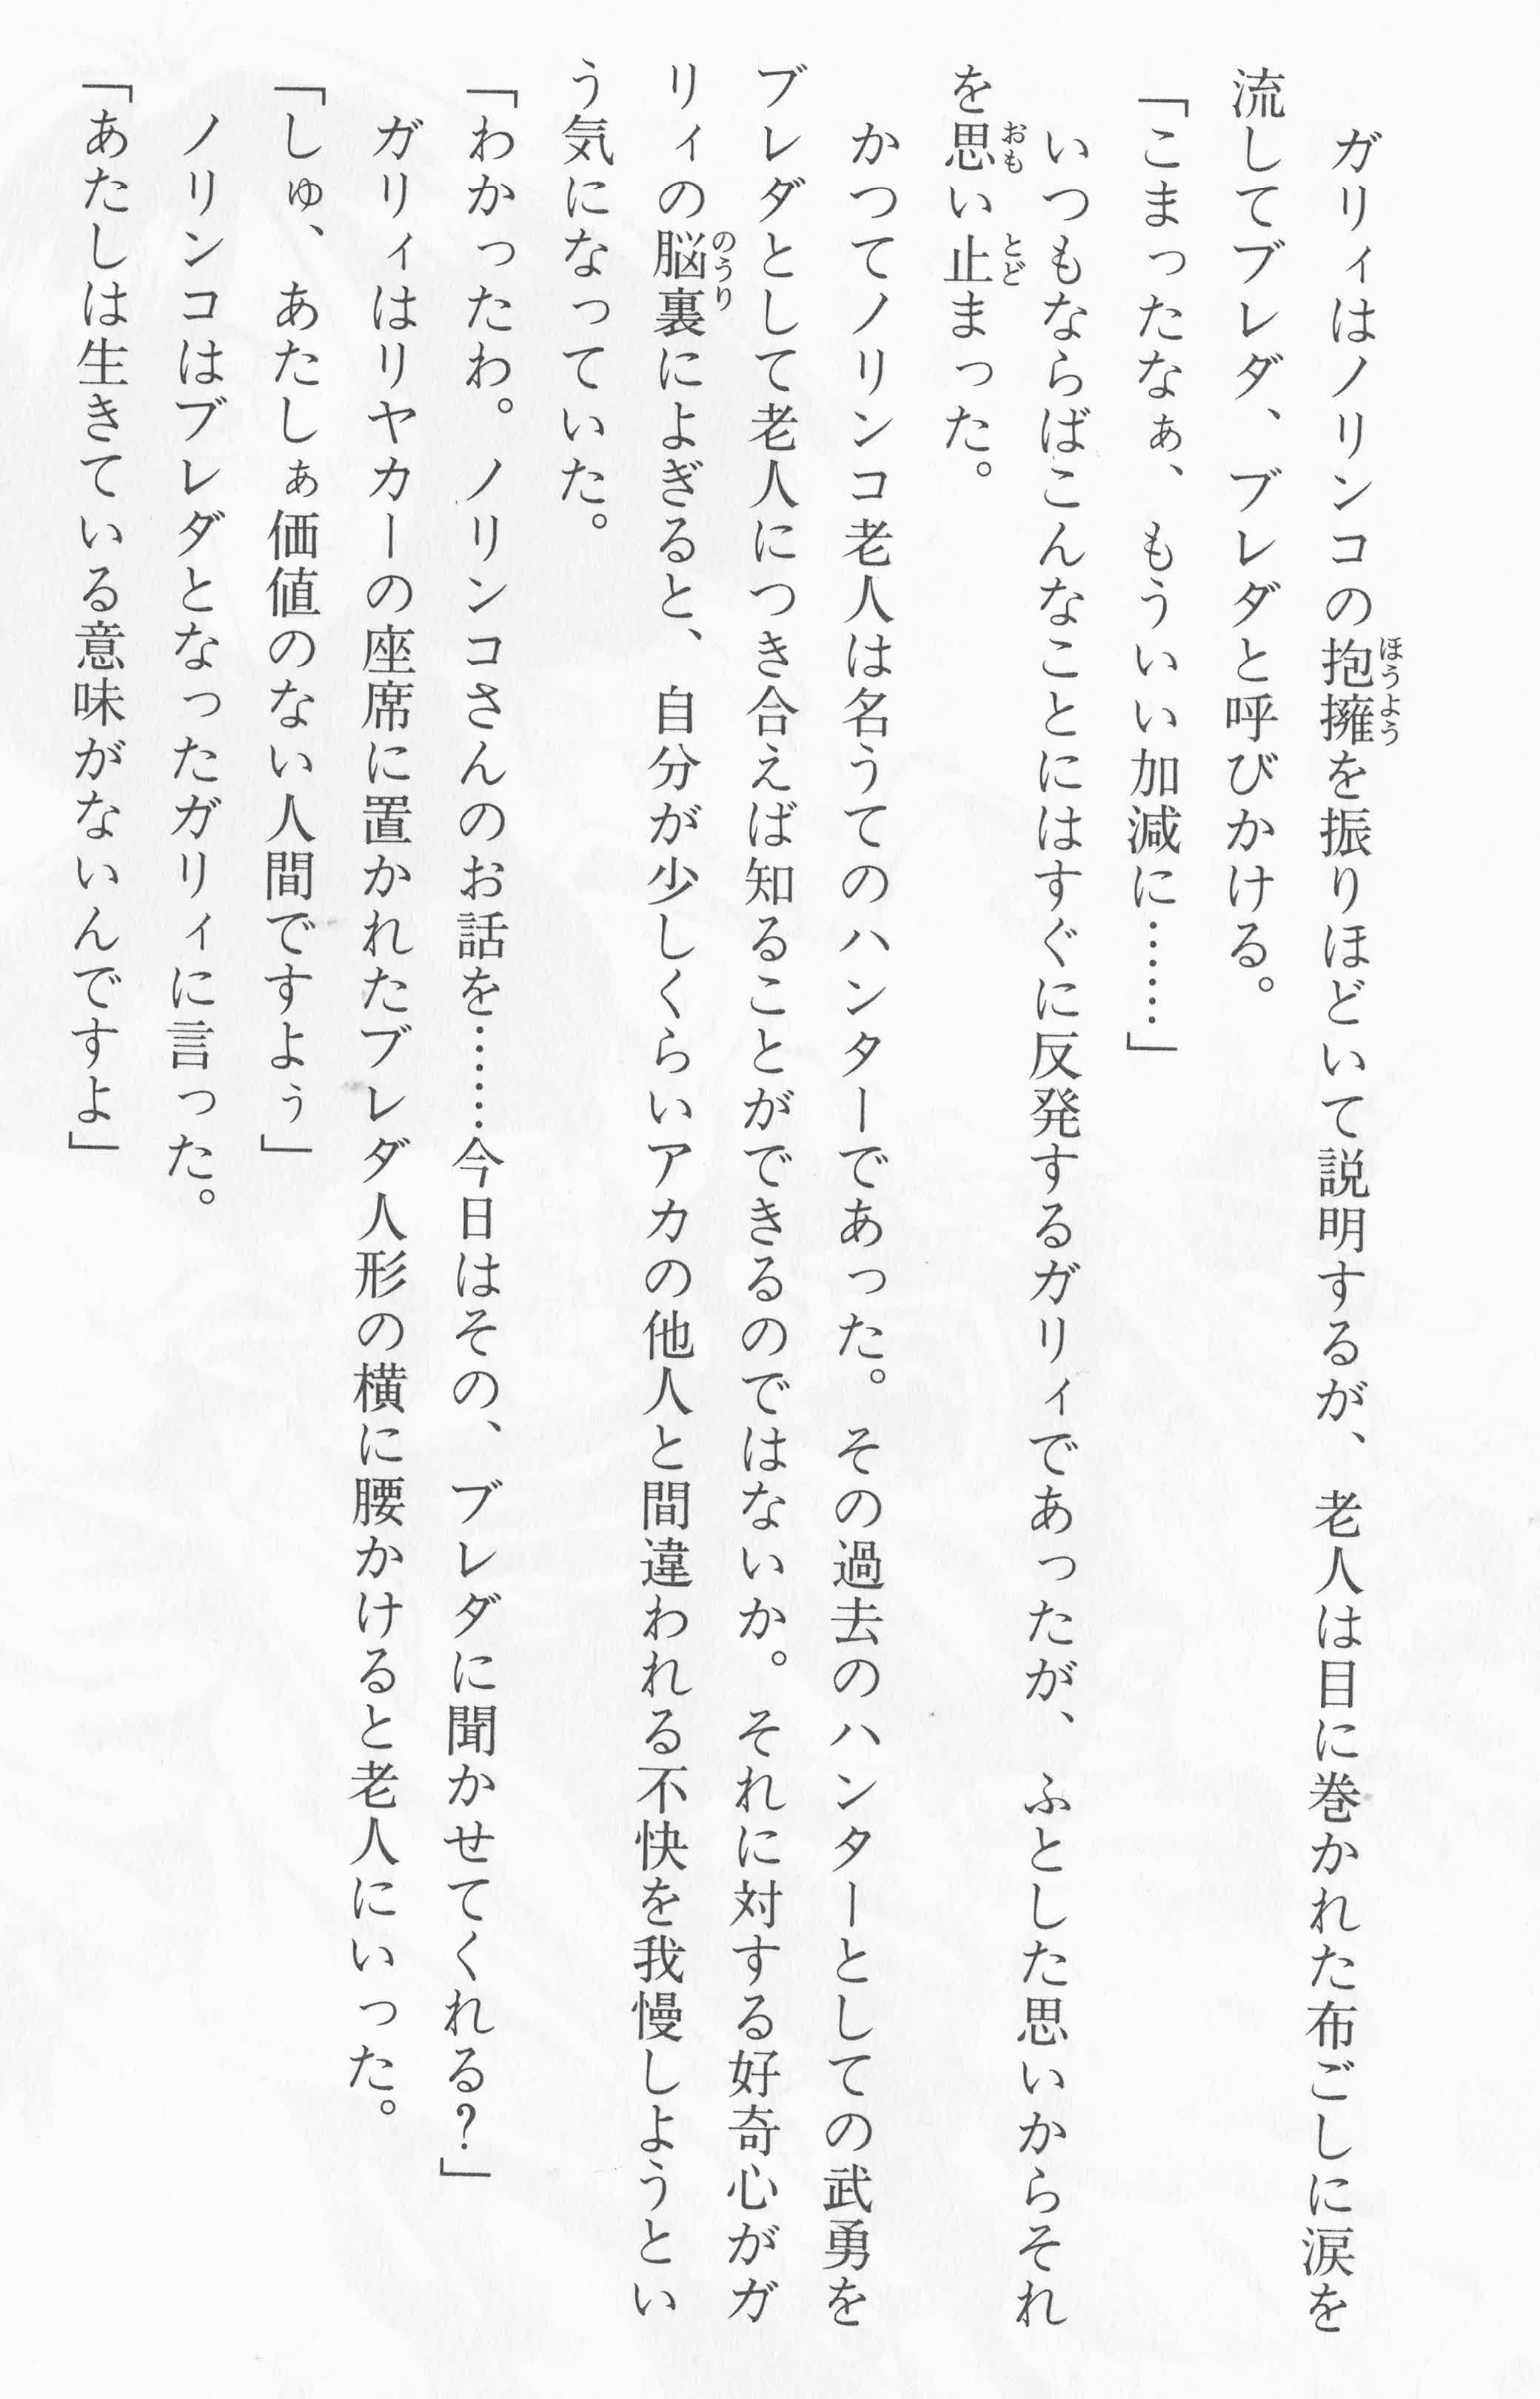 ガリィはノリンコの抱擁を振りほどいて説明するが、老人は目に巻かれた布ごしに涙を
流してブレダ、ブレダと呼びかける。
「こまったなぁ、もういい加減に……」
　いつもならばこんなことにはすぐに反発するガリィであったが、ふとした思いからそれ
を思い止まった。
　かつてノリンコ老人は名うてのハンターであった。その過去のハンターとしての武勇を
ブレダとして老人につき合えば知ることができるのではないか。それに対する好奇心がガ
リィの脳裏によぎると、自分が少しくらいアカの他人と間違われる不快を我慢しようとい
う気になっていた。
「わかったわ。ノリンコさんのお話を……今日はその、ブレダに聞かせてくれる？」
　ガリィはリヤカーの座席に置かれたブレダ人形の横に腰かけると老人にいった。
「しゅ、あたしぁ価値のない人間ですよぅ」
　ノリンコはブレダとなったガリィに言った。
「あたしは生きている意味がないんですよ」